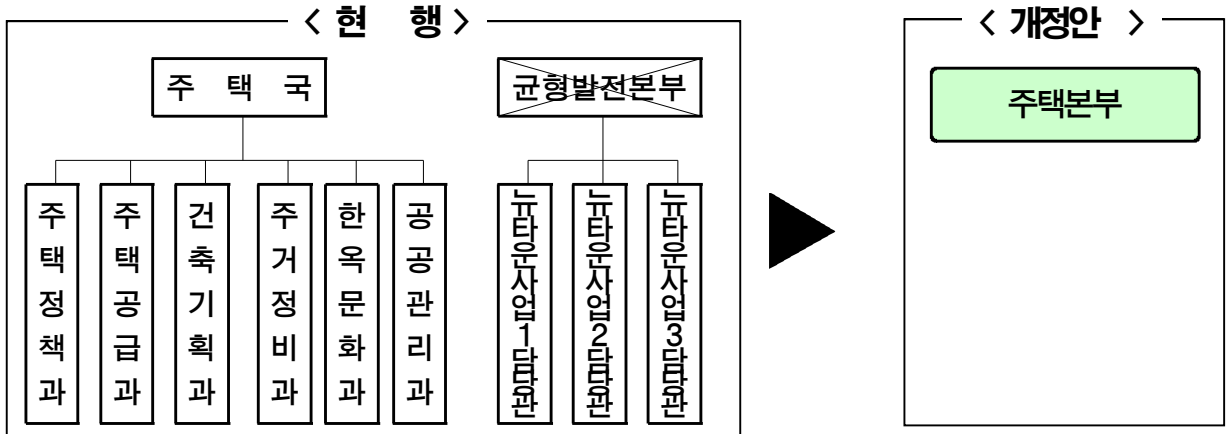 < 현 행 >
< 개정안 >
주 택 국
균형발전본부
주택본부
주택정책과
주택공급과
건축기획과
주거정비과
한옥문화과
공공관리과
뉴타운사업1담당관
뉴타운사업2담당관
뉴타운사업3담당관